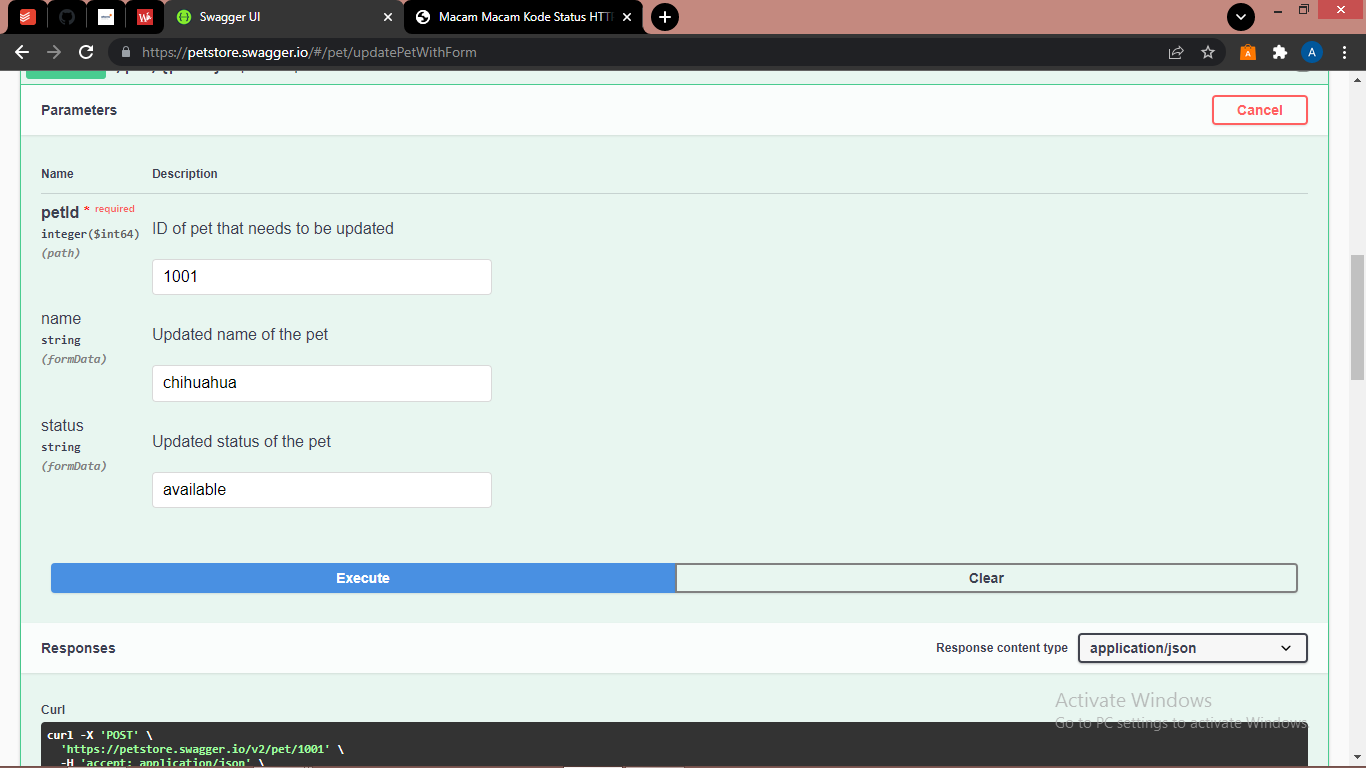 Swagger UI
Macam Macam Kode Status HTT
https://petstore.swagger.io/#/pet/updatePetWithForm
A
A
Parameters
Cancel
Name
Description
petId * required
integer($int64)
(path)
ID of pet that needs to be updated
1001
name
string
(formData)
Updated name of the pet
chihuahua
status
string
(formData)
Updated status of the pet
available
Execute
Clear
Responses
Response content type
application/json
Activate Windows
Go to PC settings to activate Windows.
Curl
curl -X 'POST' \
'https://petstore.swagger.io/v2/pet/1001' \
-H 'accept: application/json' \